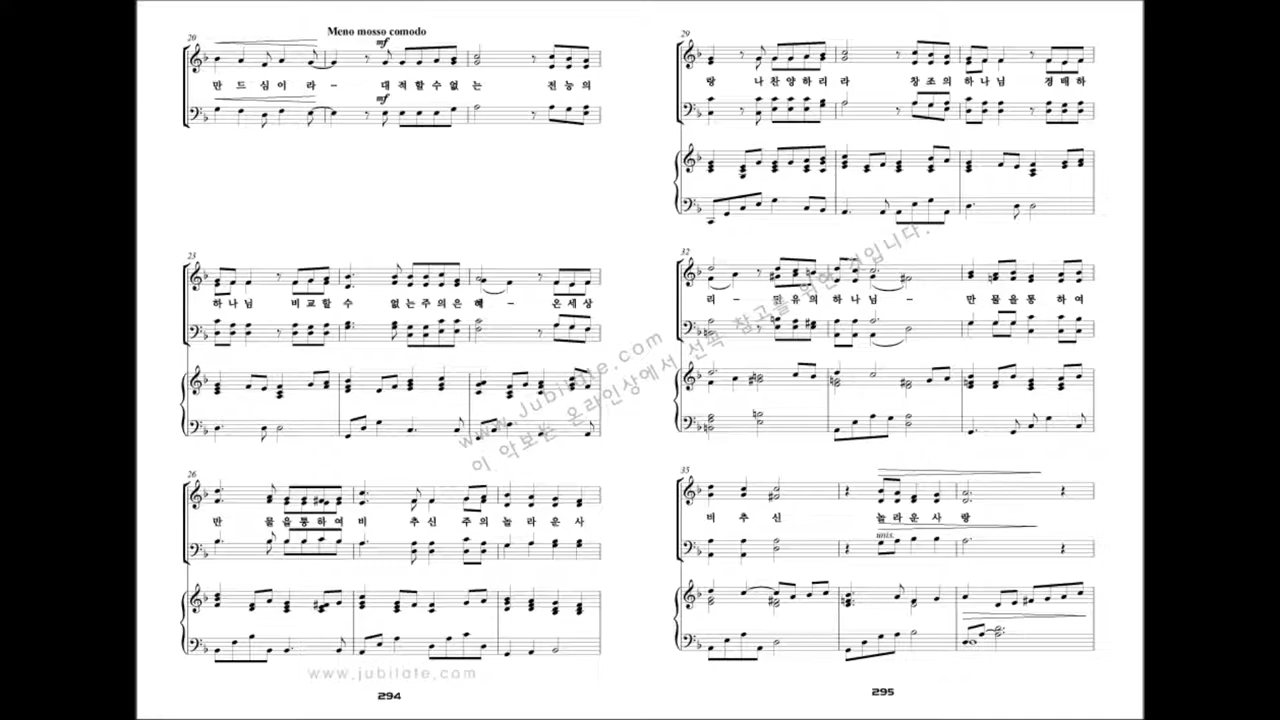 20
Meno mosso comodo
mf
만 드 심 이 라 - - 대 적 할 수 없 는 전 능 의
mf
23
하 나 님 비 교 할 수 없 는 주 의 은 혜 - 온 세 상
26
만 물 을 통 하 여 비 추 신 주 의 놀 라 운 사
www.jubilate.com
294
29
랑 나 찬 양 하 리 라 창 조 의 하 나 님 경 배 하
32
리 - 만 유 의 하 나 님 - 만 물 을 통 하 여
35
비 추 신 놀 라 운 사 랑
unis.
295
www.Jubilate.com
이 악보는 온라인상에서 선곡 참고를 위한 것입니다.